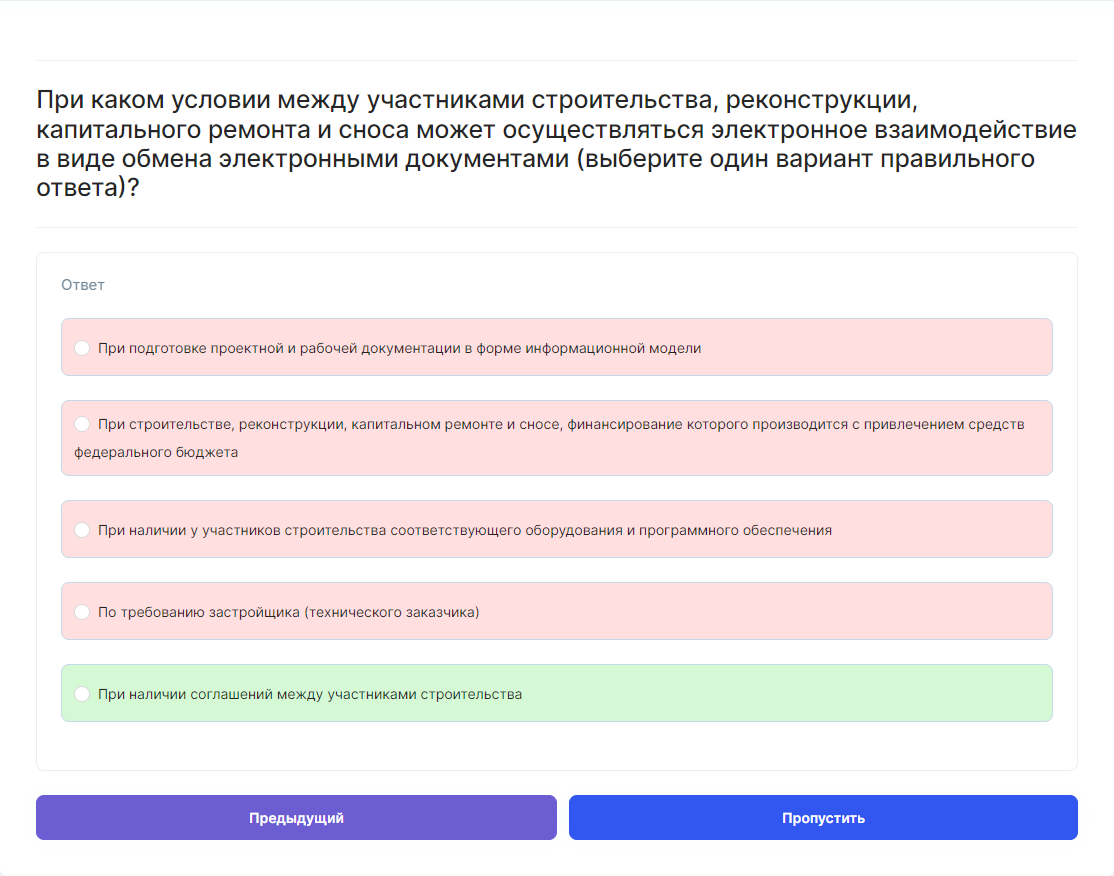 При каком условии между участниками строительства, реконструкции,
капитального ремонта и сноса может осуществляться электронное взаимодействие
в виде обмена электронными документами (выберите один вариант правильного
ответа)?
Ответ
При подготовке проектной и рабочей документации в форме информационной модели
При строительстве, реконструкции, капитальном ремонте и сносе, финансирование которого производится с привлечением средств
федерального бюджета
При наличии у участников строительства соответствующего оборудования и программного обеспечения
По требованию застройщика (технического заказчика)
При наличии соглашений между участниками строительства
Предыдущий
Пропустить